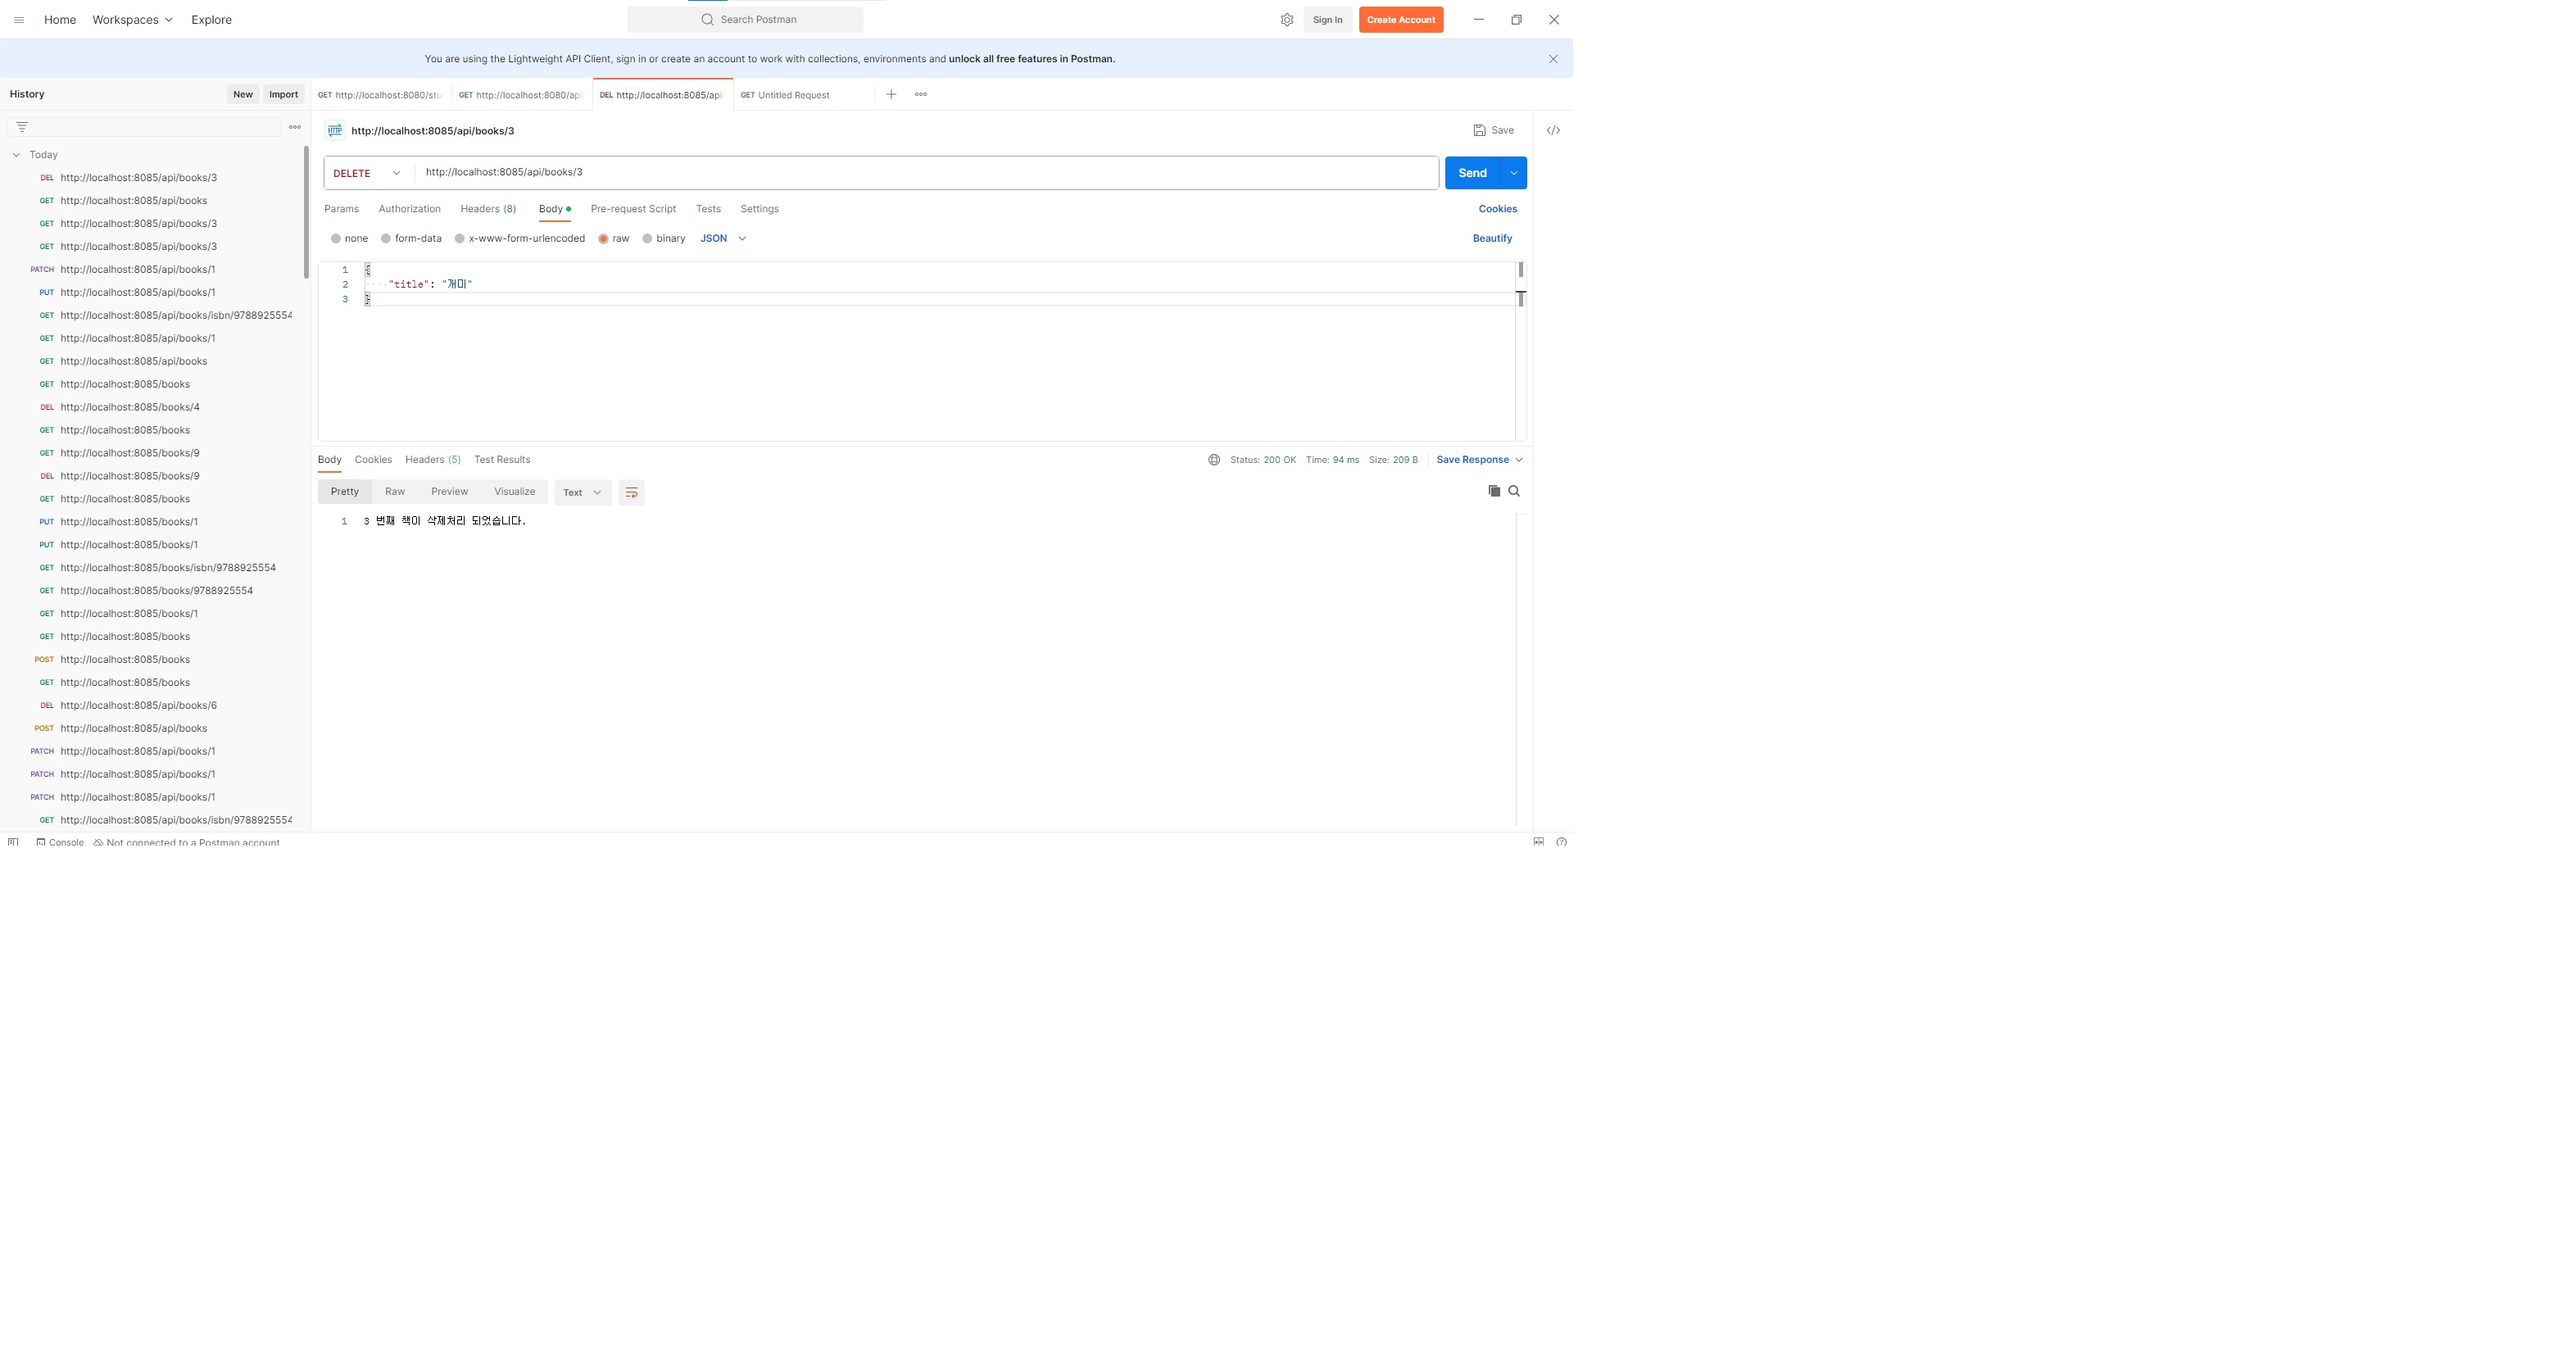 Home Workspaces Explore Search Postman Sign In Create Account
You are using the Lightweight API Client, sign in or create an account to work with collections, environments and unlock all free features in Postman.
History New Import GET http://localhost:8080/stu GET http://localhost:8080/api DEL http://localhost:8085/api GET Untitled Request
HTTP http://localhost:8085/api/books/3 Save
Today
DELETE http://localhost:8085/api/books/3 Send
Params Authorization Headers (8) Body Pre-request Script Tests Settings Cookies
none form-data x-www-form-urlencoded raw binary JSON Beautify
1 {
2 "title": "개미"
3 }
Body Cookies Headers (5) Test Results Status: 200 OK Time: 94 ms Size: 209 B Save Response
Pretty Raw Preview Visualize Text
1 3 번째 책이 삭제처리 되었습니다.
DEL http://localhost:8085/api/books/3
GET http://localhost:8085/api/books
GET http://localhost:8085/api/books/3
GET http://localhost:8085/api/books/3
PATCH http://localhost:8085/api/books/1
PUT http://localhost:8085/api/books/1
GET http://localhost:8085/api/books/isbn/9788925554
GET http://localhost:8085/api/books/1
GET http://localhost:8085/api/books
GET http://localhost:8085/books
DEL http://localhost:8085/books/4
GET http://localhost:8085/books
GET http://localhost:8085/books/9
DEL http://localhost:8085/books/9
GET http://localhost:8085/books
PUT http://localhost:8085/books/1
PUT http://localhost:8085/books/1
GET http://localhost:8085/books/isbn/9788925554
GET http://localhost:8085/books/9788925554
GET http://localhost:8085/books/1
GET http://localhost:8085/books
POST http://localhost:8085/books
GET http://localhost:8085/books
DEL http://localhost:8085/api/books/6
POST http://localhost:8085/api/books
PATCH http://localhost:8085/api/books/1
PATCH http://localhost:8085/api/books/1
PATCH http://localhost:8085/api/books/1
GET http://localhost:8085/api/books/isbn/9788925554
Console Not connected to a Postman account